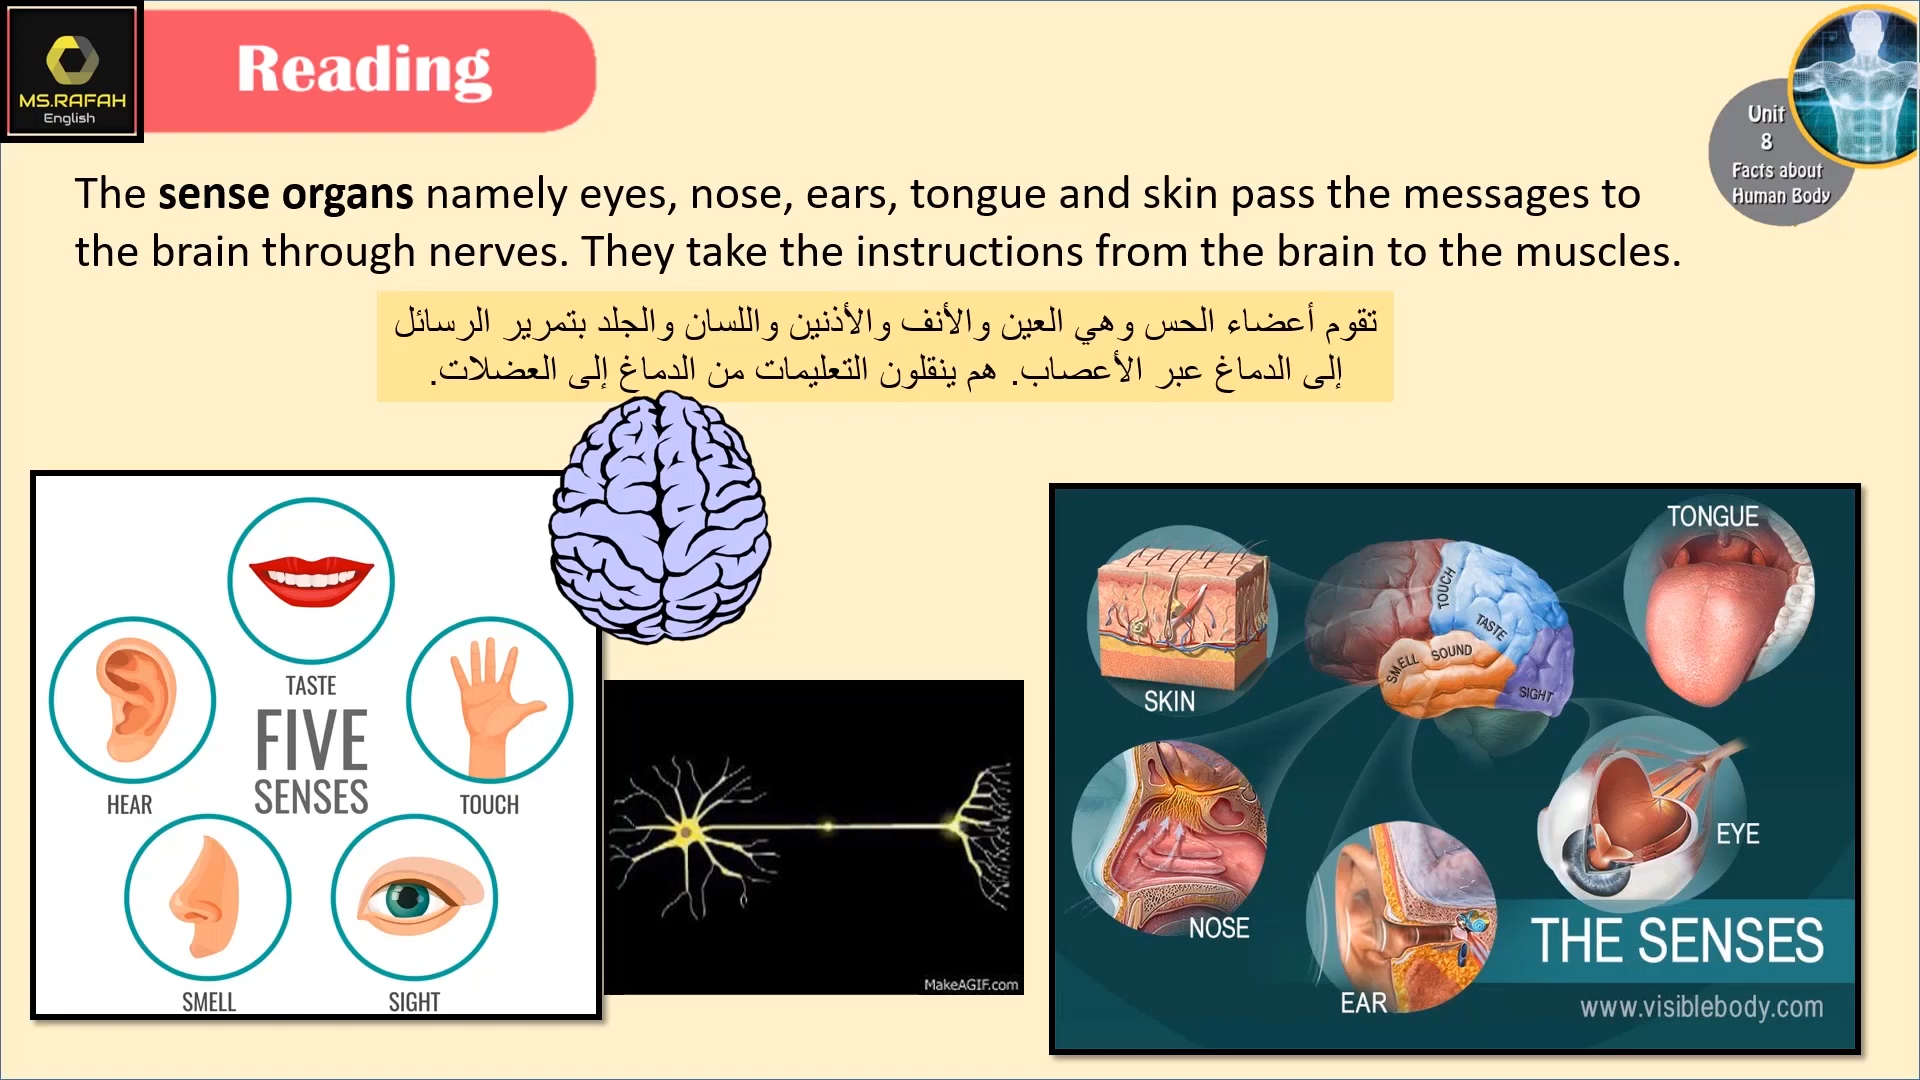 MS.RAFAH
English
Reading
Unit
8
Facts about
Human Body
The sense organs namely eyes, nose, ears, tongue and skin pass the messages to
the brain through nerves. They take the instructions from the brain to the muscles.
تقوم أعضاء الحس وهي العين والأنف والأذنين واللسان والجلد بتمرير الرسائل
إلى الدماغ عبر الأعصاب. هم ينقلون التعليمات من الدماغ إلى العضلات.
TASTE
FIVE
SENSES
HEAR
TOUCH
SMELL
SIGHT
MakeAGIF.com
TONGUE
TOUCH
TASTE
SMELL
SOUND
SIGHT
SKIN
EYE
NOSE
EAR
THE SENSES
www.visiblebody.com